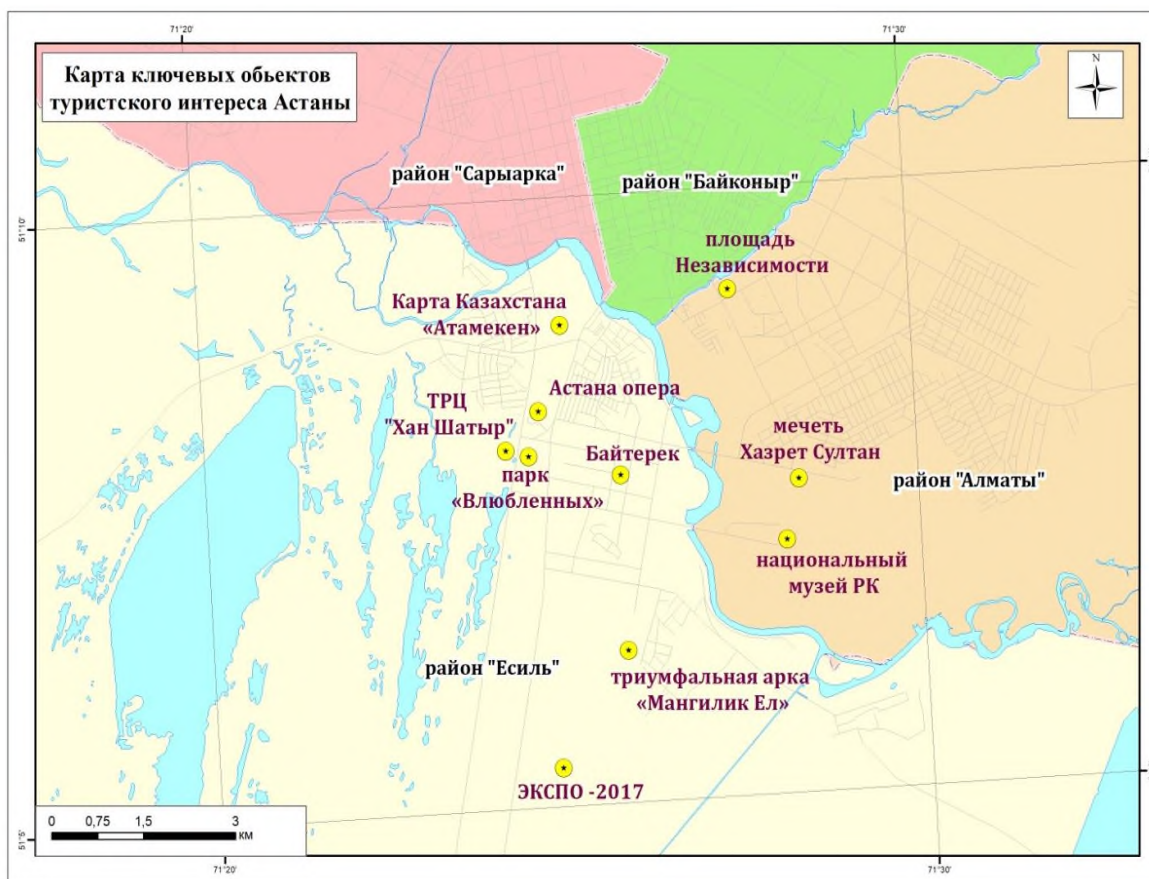 71°20'
71°30'
Карта ключевых обьектов
туристского интереса Астаны
N
район "Сарыарка"
район "Байконыр"
51°10'
площадь
Независимости
Карта Казахстана
«Атамекен»
Астана опера
ТРЦ
"Хан Шатыр"
мечеть
Хазрет Султан
Байтерек
парк
«Влюбленных»
район "Алматы"
национальный
музей РК
район "Есиль"
триумфальная арка
«Мангилик Ел»
ЭКСПО -2017
0 0,75 1,5 3
км
51°5'
71°20'
71°30'